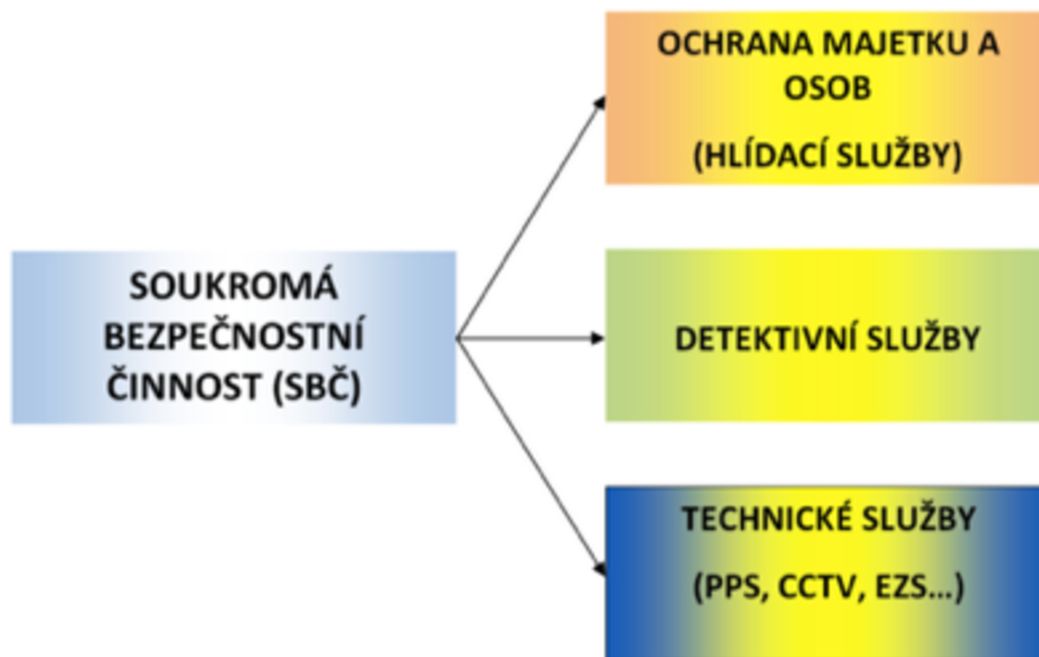 OCHRANA MAJETKU A
OSOB
(HLÍDACÍ SLUŽBY)
SOUKROMÁ
BEZPEČNOSTNÍ
ČINNOST (SBČ)
DETEKTIVNÍ SLUŽBY
TECHNICKÉ SLUŽBY
(PPS, CCTV, EZS...)